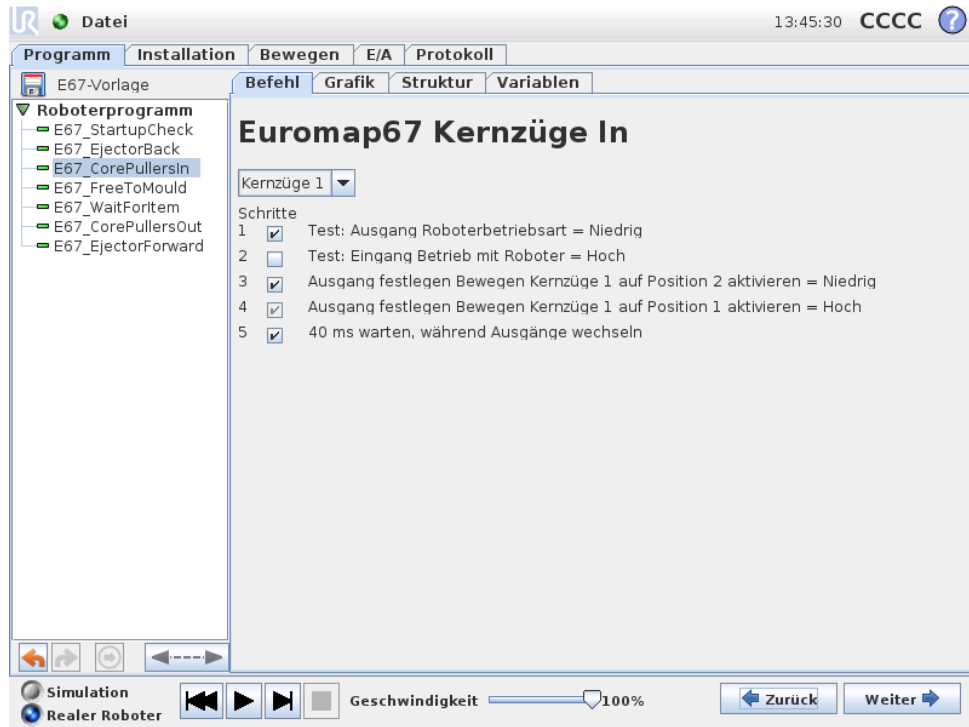 UR Datei 13:45:30 CCCC ?
Programm Installation Bewegen E/A Protokoll
E67-Vorlage
Befehl Grafik Struktur Variablen
Roboterprogramm
E67_StartupCheck
E67_EjectorBack
E67_CorePullersIn
E67_FreeToMould
E67_WaitForItem
E67_CorePullersOut
E67_EjectorForward
Euromap67 Kernzüge In
Kernzüge 1
Schritte
1 Test: Ausgang Roboterbetriebsart = Niedrig
2 Test: Eingang Betrieb mit Roboter = Hoch
3 Ausgang festlegen Bewegen Kernzüge 1 auf Position 2 aktivieren = Niedrig
4 Ausgang festlegen Bewegen Kernzüge 1 auf Position 1 aktivieren = Hoch
5 40 ms warten, während Ausgänge wechseln
Simulation
Realer Roboter
Geschwindigkeit 100%
Zurück Weiter